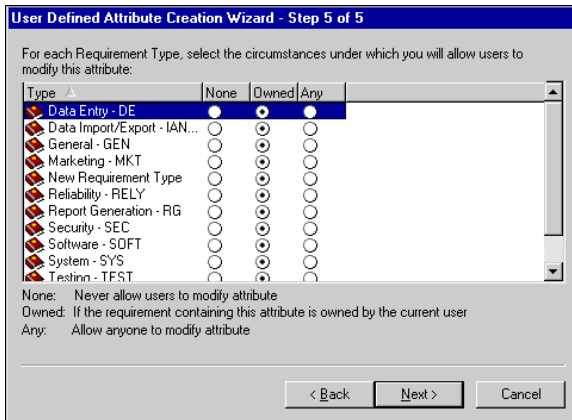 User Defined Attribute Creation Wizard - Step 5 of 5
For each Requirement Type, select the circumstances under which you will allow users to
modify this attribute:
Type None Owned Any
Data Entry - DE
Data Import/Export - IAN...
General - GEN
Marketing - MKT
New Requirement Type
Reliability - RELY
Report Generation - RG
Security - SEC
Software - SOFT
System - SYS
Testing - TEST
None: Never allow users to modify attribute
Owned: If the requirement containing this attribute is owned by the current user
Any: Allow anyone to modify attribute
< Back Next > Cancel